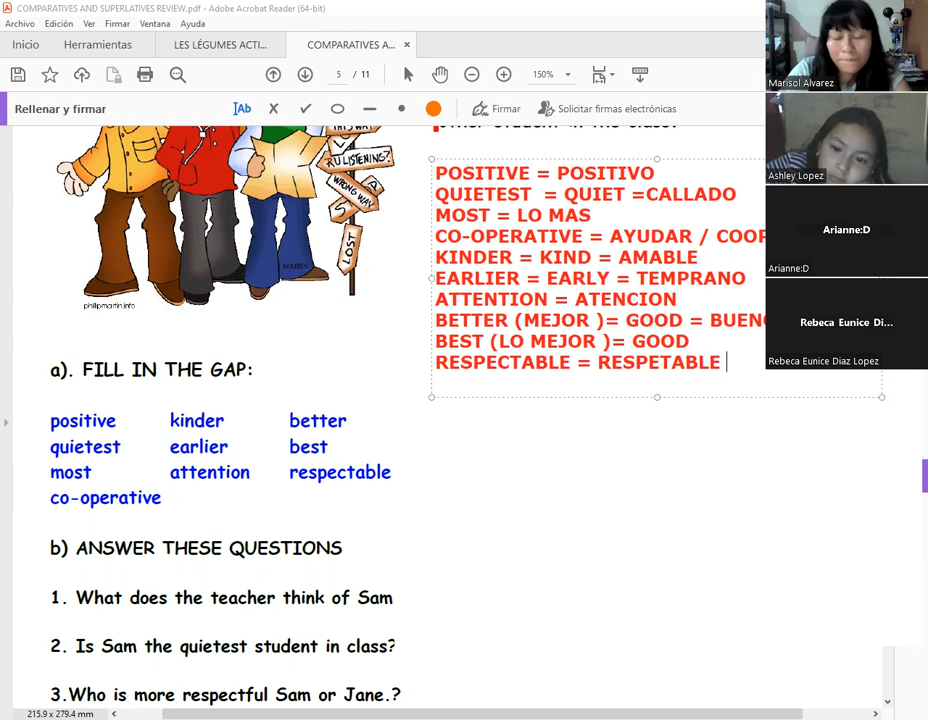 COMPARATIVES AND SUPERLATIVES REVIEW.pdf - Adobe Acrobat Reader (64-bit)
Archivo Edición Ver Firmar Ventana Ayuda
Inicio Herramientas LES LÉGUMES ACTI... COMPARATIVES A... ×
5 / 11 150%
Rellenar y firmar Ab Firmar Solicitar firmas electrónicas
Marisol Alvarez
Ashley Lopez
Arianne:D
Arianne:D
Rebeca Eunice Di...
Rebeca Eunice Diaz Lopez
R U LISTENING?
WRONG WAY
LOST
MARTIN
phillipmartin.info
POSITIVE = POSITIVO
QUIETEST = QUIET =CALLADO
MOST = LO MAS
CO-OPERATIVE = AYUDAR / COOP
KINDER = KIND = AMABLE
EARLIER = EARLY = TEMPRANO
ATTENTION = ATENCION
BETTER (MEJOR )= GOOD = BUENO
BEST (LO MEJOR )= GOOD
RESPECTABLE = RESPETABLE
a). FILL IN THE GAP:
positive kinder better
quietest earlier best
most attention respectable
co-operative
b) ANSWER THESE QUESTIONS
1. What does the teacher think of Sam
2. Is Sam the quietest student in class?
3.Who is more respectful Sam or Jane.?
215.9 x 279.4 mm